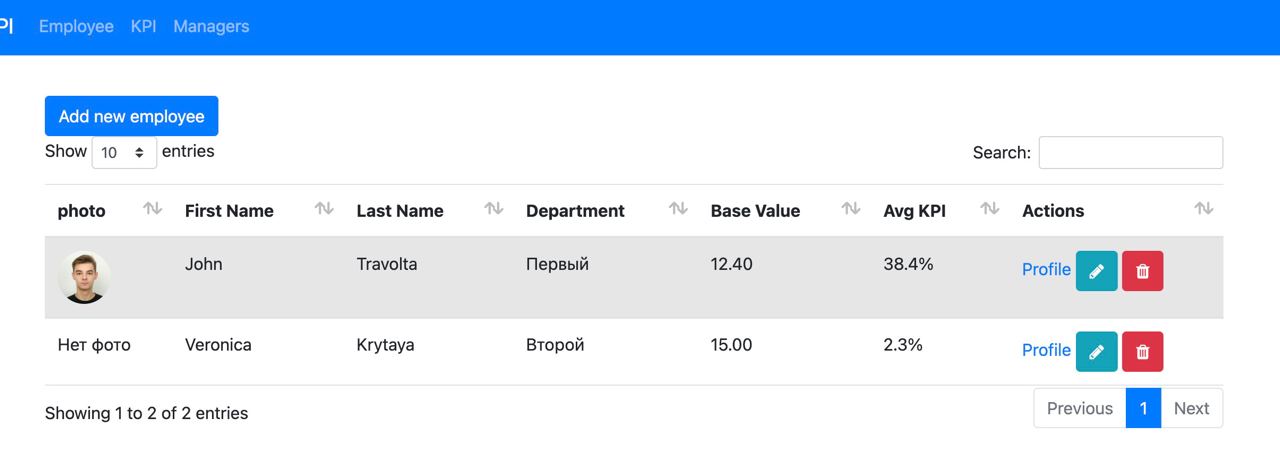 PI Employee KPI Managers
Add new employee
Show 10 entries Search:
photo First Name Last Name Department Base Value Avg KPI Actions
John Travolta Первый 12.40 38.4% Profile
Нет фото Veronica Krytaya Второй 15.00 2.3% Profile
Showing 1 to 2 of 2 entries Previous 1 Next